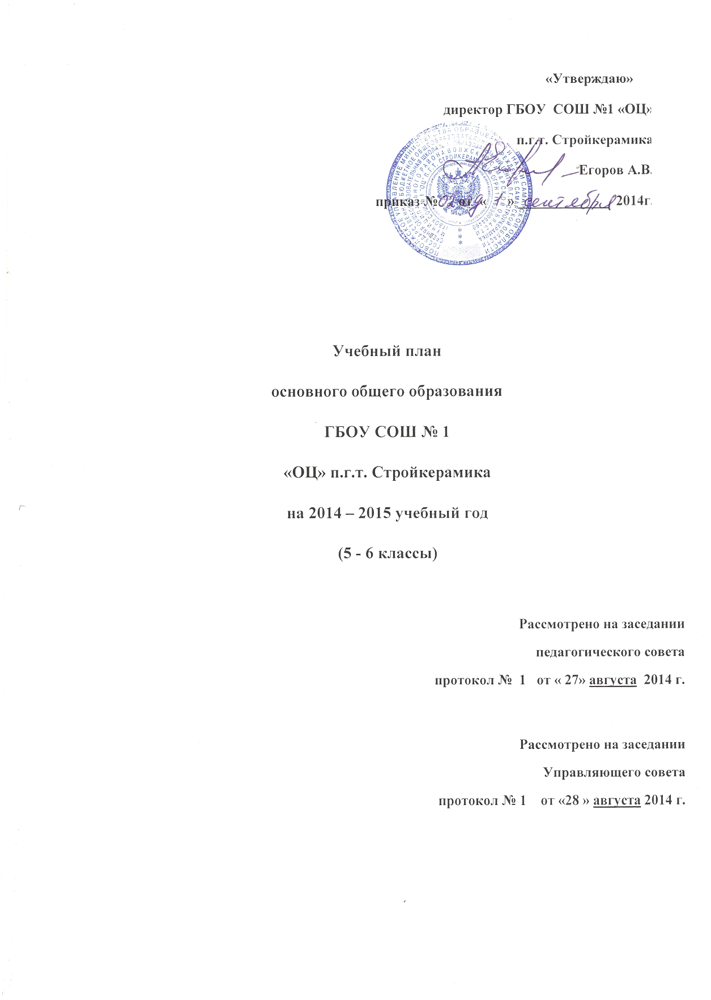 «Утверждаю»
директор ГБОУ СОШ №1 «ОЦ»
п.г.т. Стройкерамика
Егоров А.В.
приказ № от « 1 » сентября 2014г.
Учебный план
основного общего образования
ГБОУ СОШ № 1
«ОЦ» п.г.т. Стройкерамика
на 2014 – 2015 учебный год
(5 - 6 классы)
Рассмотрено на заседании
педагогического совета
протокол № 1 от « 27» августа 2014 г.
Рассмотрено на заседании
Управляющего совета
протокол № 1 от «28 » августа 2014 г.